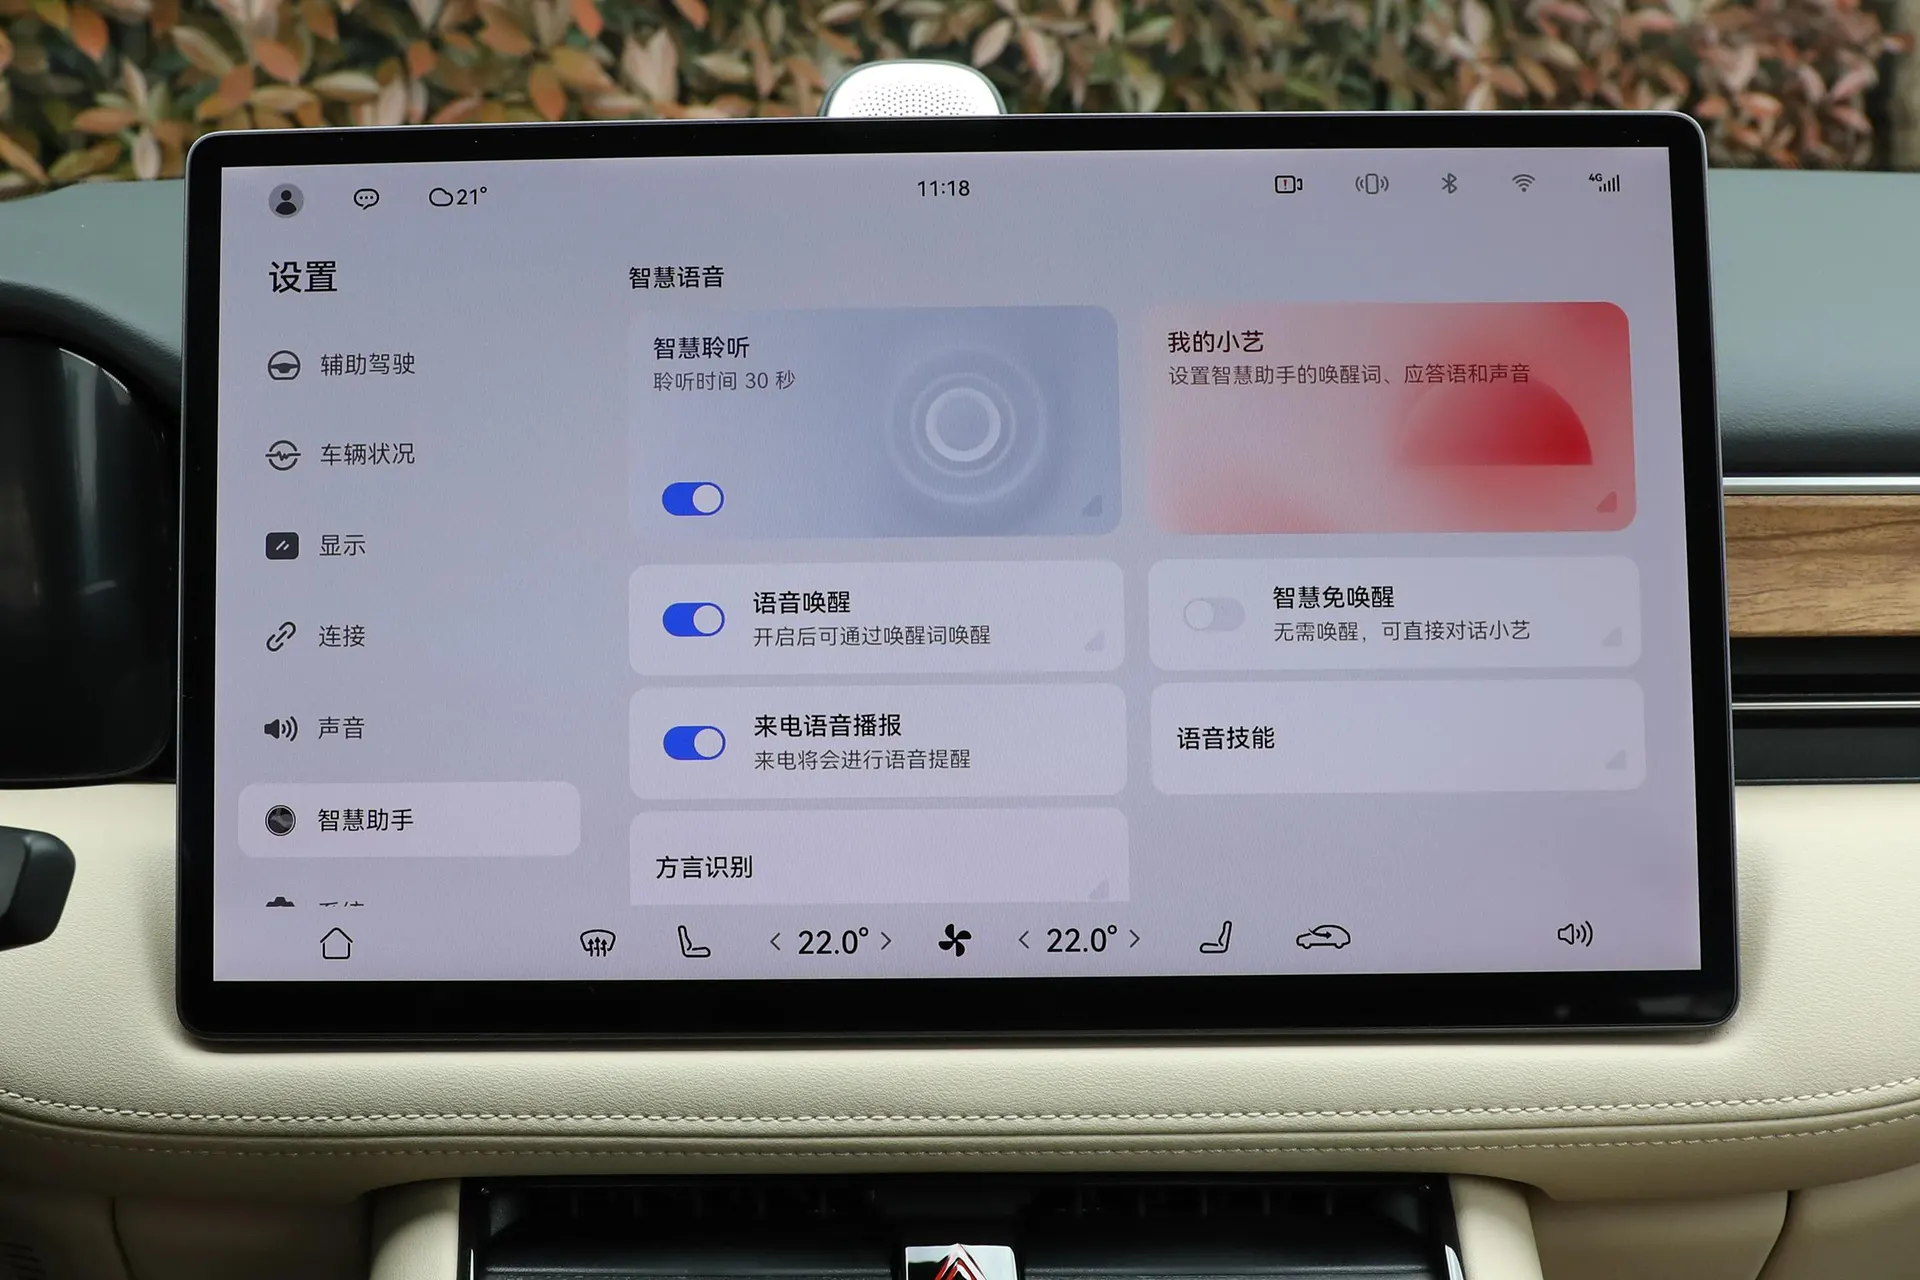 21°
11:18
4G
设置
辅助驾驶
车辆状况
显示
连接
声音
智慧助手
智慧语音
智慧聆听
聆听时间 30 秒
我的小艺
设置智慧助手的唤醒词、应答语和声音
语音唤醒
开启后可通过唤醒词唤醒
智慧免唤醒
无需唤醒，可直接对话小艺
来电语音播报
来电将会进行语音提醒
语音技能
方言识别
22.0°
22.0°